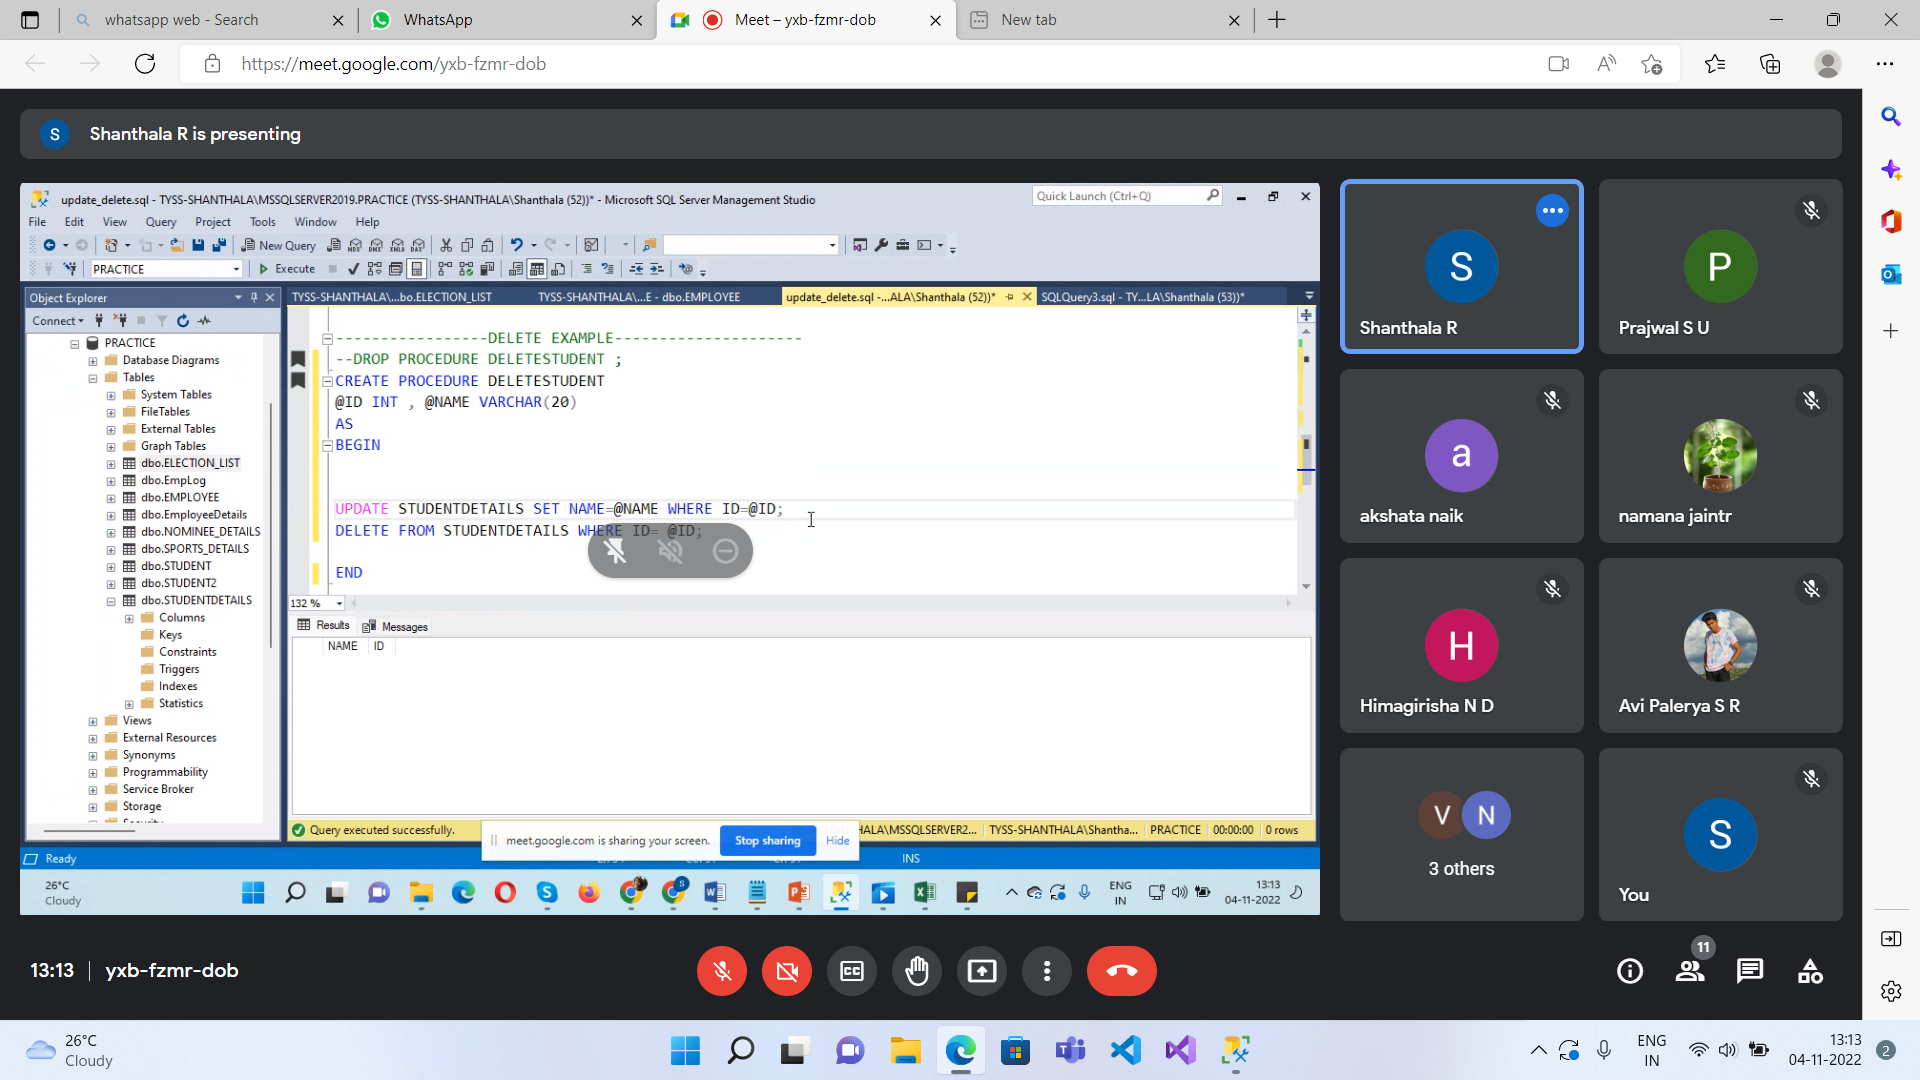 whatsapp web - Search
WhatsApp
Meet – yxb-fzmr-dob
New tab
https://meet.google.com/yxb-fzmr-dob
S
Shanthala R is presenting
update_delete.sql - TYSS-SHANTHALA\MSSQLSERVER2019.PRACTICE (TYSS-SHANTHALA\Shanthala (52))* - Microsoft SQL Server Management Studio
Quick Launch (Ctrl+Q)
File Edit View Query Project Tools Window Help
New Query
PRACTICE
Execute
Object Explorer
TYSS-SHANTHALA\...bo.ELECTION_LIST
TYSS-SHANTHALA\...E - dbo.EMPLOYEE
update_delete.sql -...ALA\Shanthala (52))*
SQLQuery3.sql - TY...LA\Shanthala (53))*
Connect
PRACTICE
Database Diagrams
Tables
System Tables
FileTables
External Tables
Graph Tables
dbo.ELECTION_LIST
dbo.EmpLog
dbo.EMPLOYEE
dbo.EmployeeDetails
dbo.NOMINEE_DETAILS
dbo.SPORTS_DETAILS
dbo.STUDENT
dbo.STUDENT2
dbo.STUDENTDETAILS
Columns
Keys
Constraints
Triggers
Indexes
Statistics
Views
External Resources
Synonyms
Programmability
Service Broker
Storage
-----------------DELETE EXAMPLE---------------------
--DROP PROCEDURE DELETESTUDENT ;
CREATE PROCEDURE DELETESTUDENT
@ID INT , @NAME VARCHAR(20)
AS
BEGIN
UPDATE STUDENTDETAILS SET NAME=@NAME WHERE ID=@ID;
DELETE FROM STUDENTDETAILS WHERE ID= @ID;
END
132 %
Results Messages
NAME ID
Query executed successfully.
HALA\MSSQLSERVER2... TYSS-SHANTHALA\Shantha... PRACTICE 00:00:00 0 rows
meet.google.com is sharing your screen. Stop sharing Hide
Ready
INS
26°C
Cloudy
ENG
IN
13:13
04-11-2022
S
Shanthala R
P
Prajwal S U
a
akshata naik
namana jaintr
H
Himagirisha N D
Avi Palerya S R
V N
3 others
S
You
13:13 | yxb-fzmr-dob
11
26°C
Cloudy
ENG
IN
13:13
04-11-2022
2